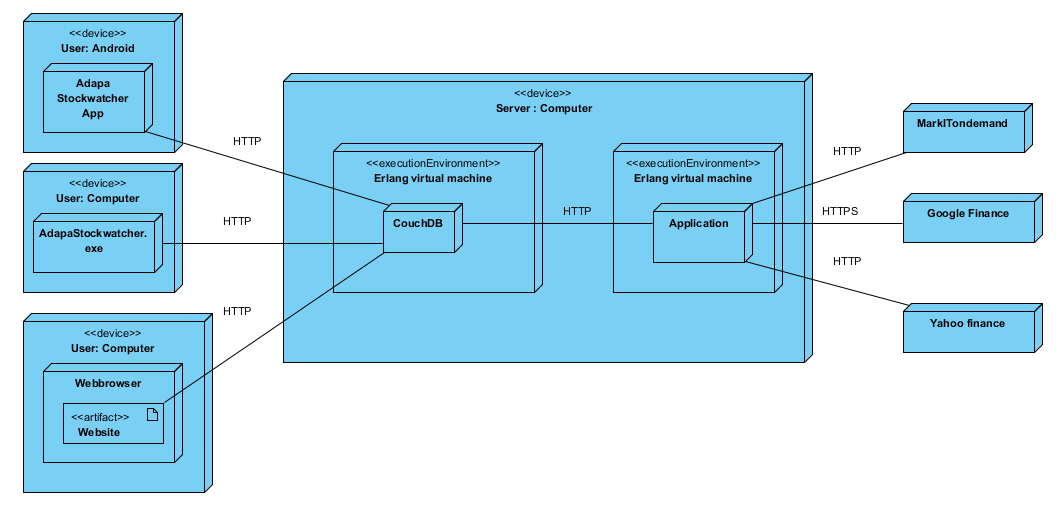 <<device>>
User: Android
Adapa
Stockwatcher
App
HTTP
<<device>>
User: Computer
AdapaStockwatcher.
exe
HTTP
<<device>>
User: Computer
Webbrowser
<<artifact>>
Website
HTTP
<<device>>
Server : Computer
<<executionEnvironment>>
Erlang virtual machine
CouchDB
HTTP
<<executionEnvironment>>
Erlang virtual machine
Application
HTTP
MarkITondemand
HTTPS
Google Finance
HTTP
Yahoo finance